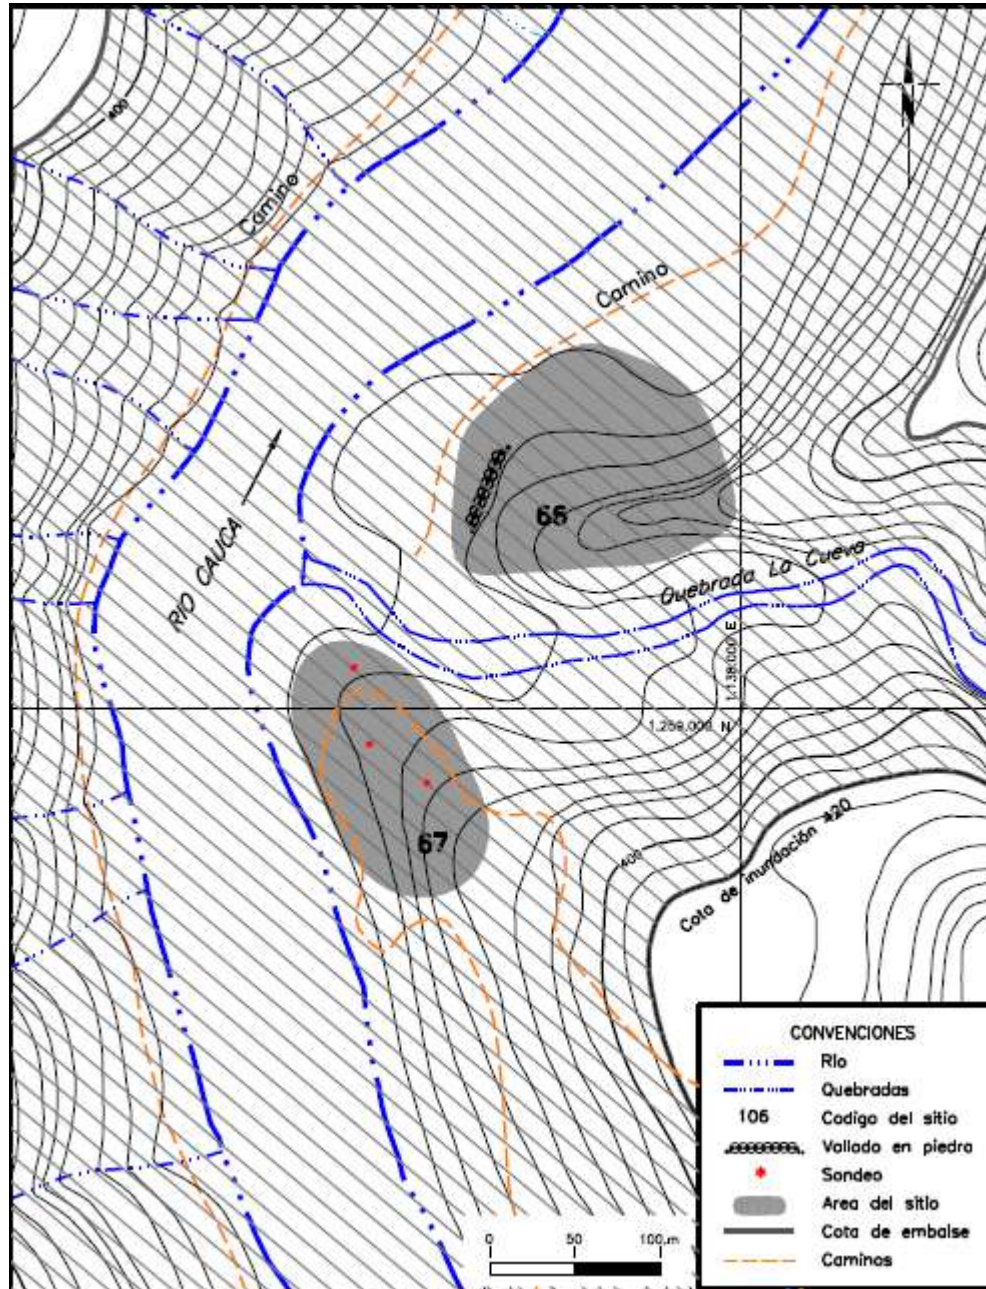 400
Camino
Camino
RIO CAUCA
66
Quebrada La Cueva
1.138.000 E
1.269.000 N
67
400
Cota de inundación 420
CONVENCIONES
Río
Quebradas
106 Codigo del sitio
Vallado en piedra
Sondeo
Area del sitio
Cota de embalse
Caminos
0 50 100 m